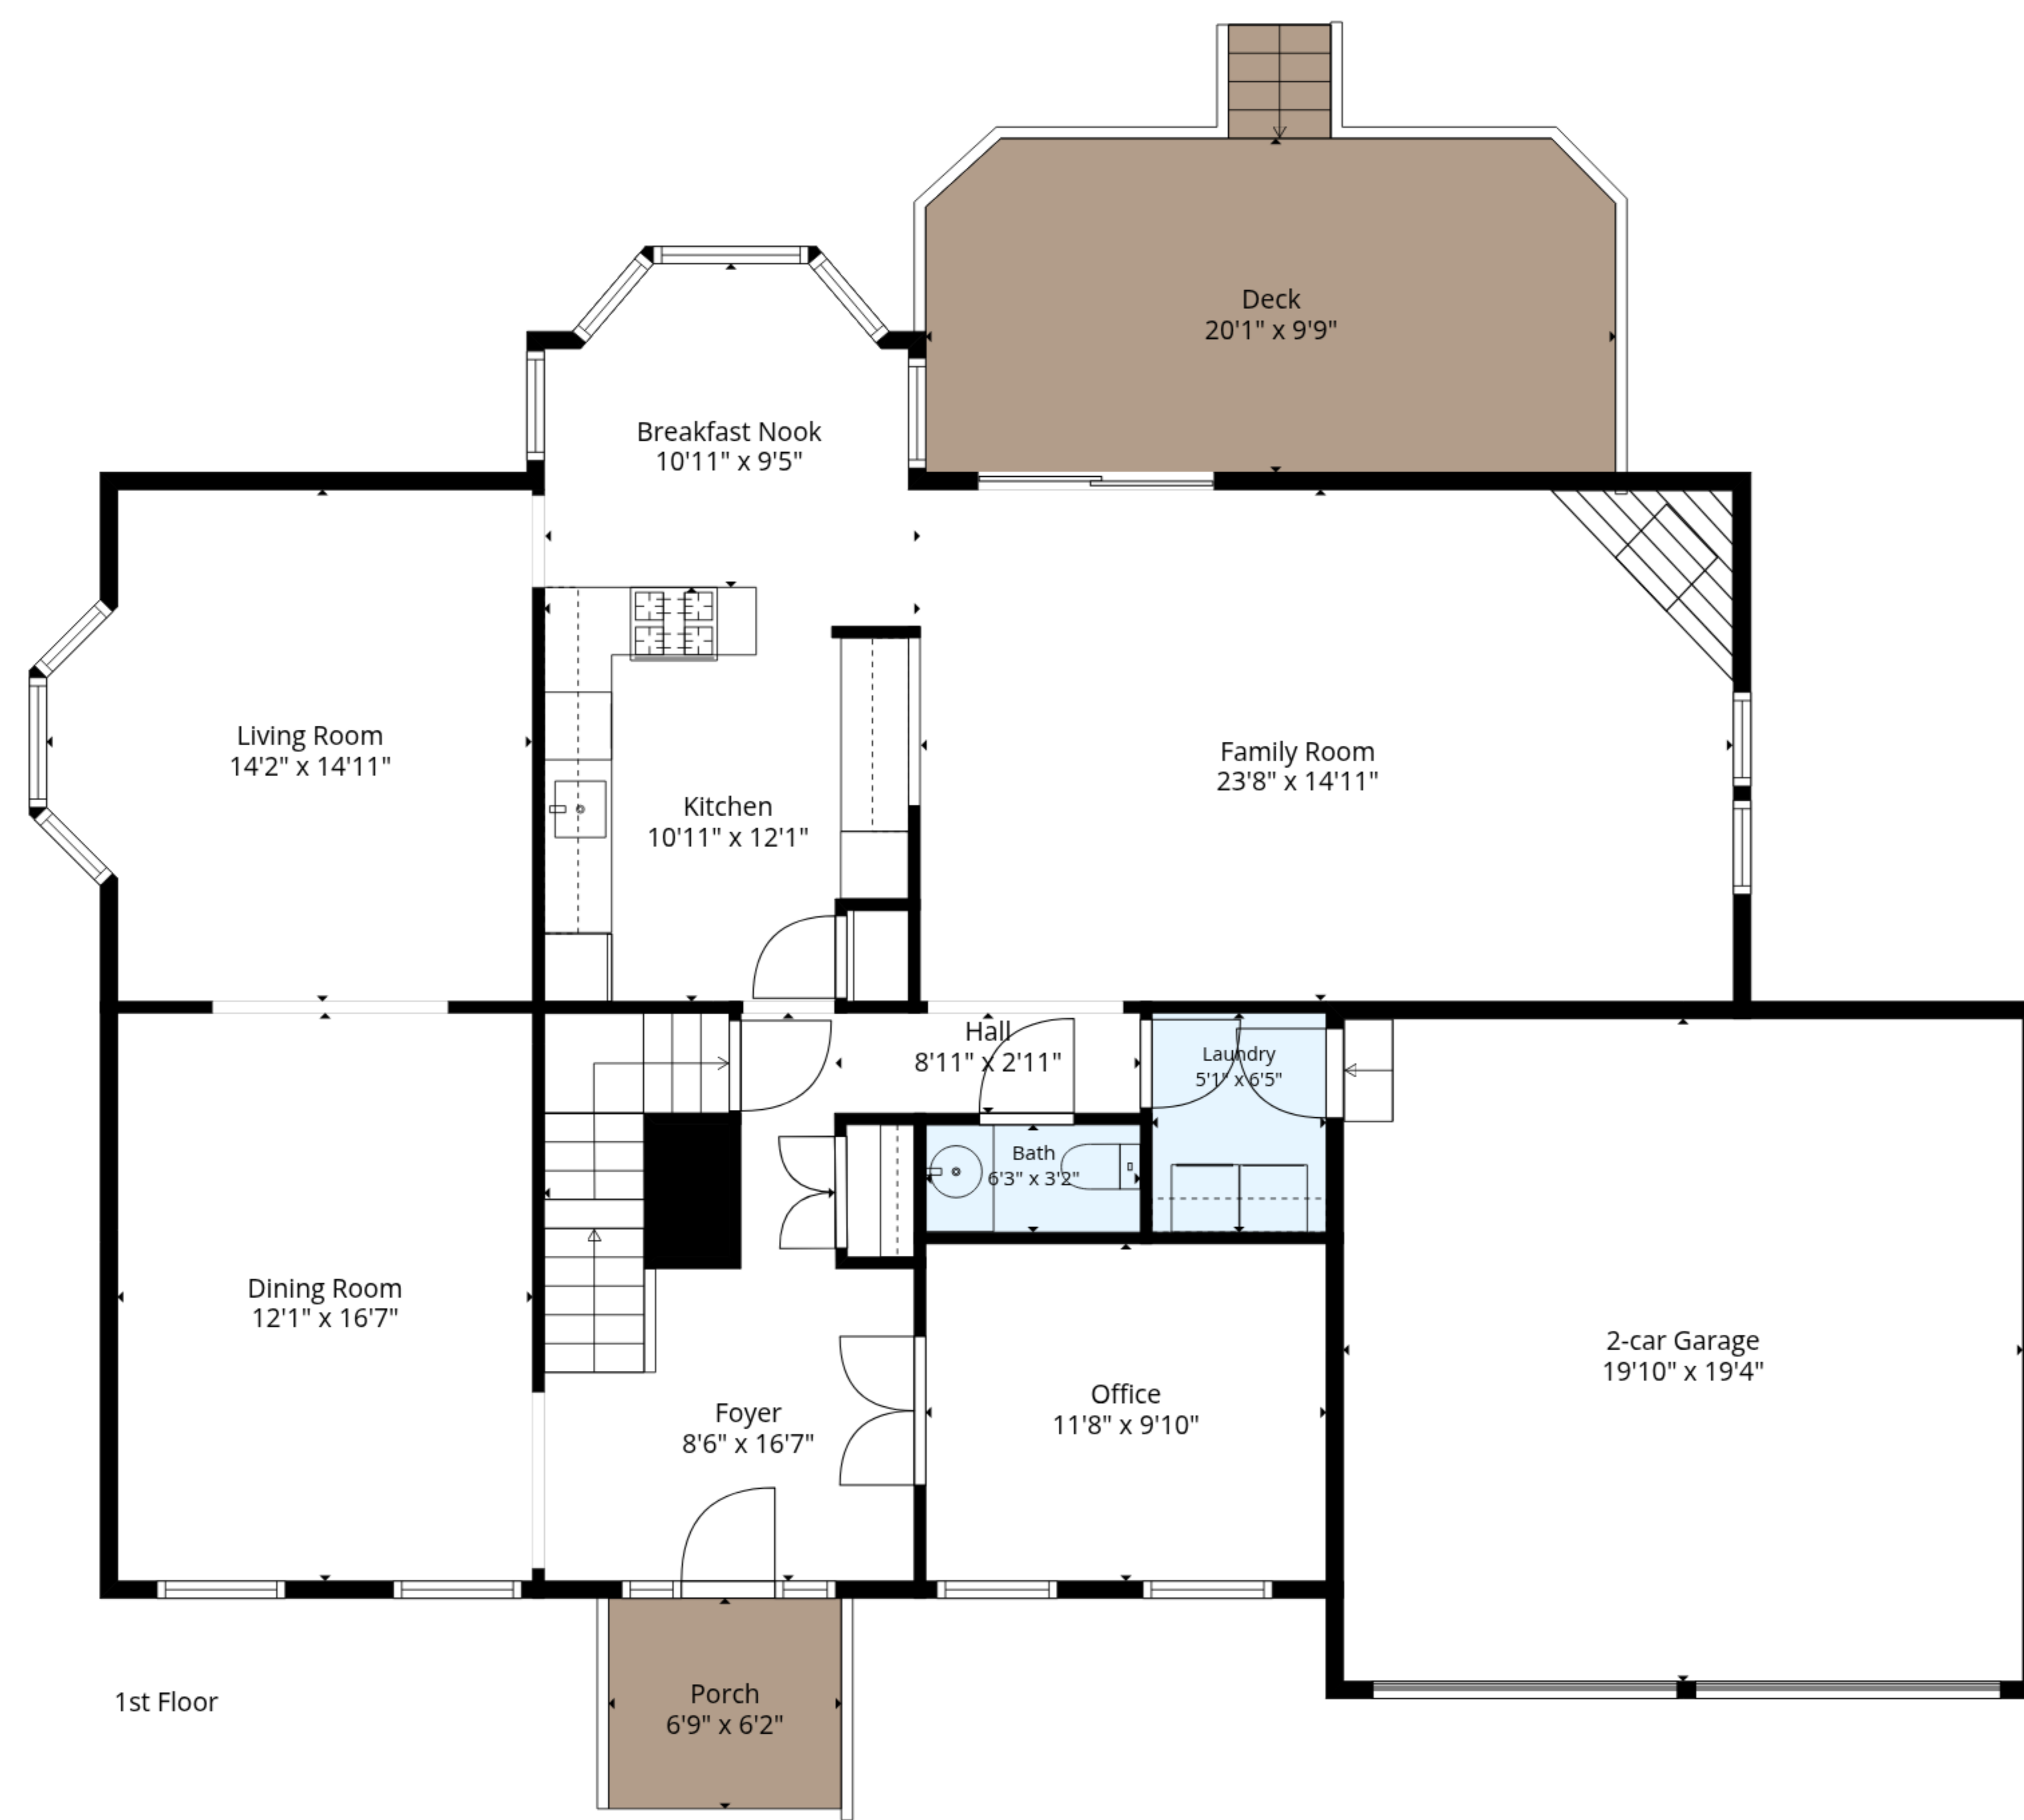 Deck
20'1" x 9'9"
Breakfast Nook
10'11" x 9'5"
Living Room
14'2" x 14'11"
Family Room
23'8" x 14'11"
Kitchen
10'11" x 12'1"
Hall
8'11" x 2'11"
Laundry
5'1" x 6'5"
Bath
6'3" x 3'2"
Dining Room
12'1" x 16'7"
2-car Garage
19'10" x 19'4"
Office
11'8" x 9'10"
Foyer
8'6" x 16'7"
Porch
6'9" x 6'2"
1st Floor